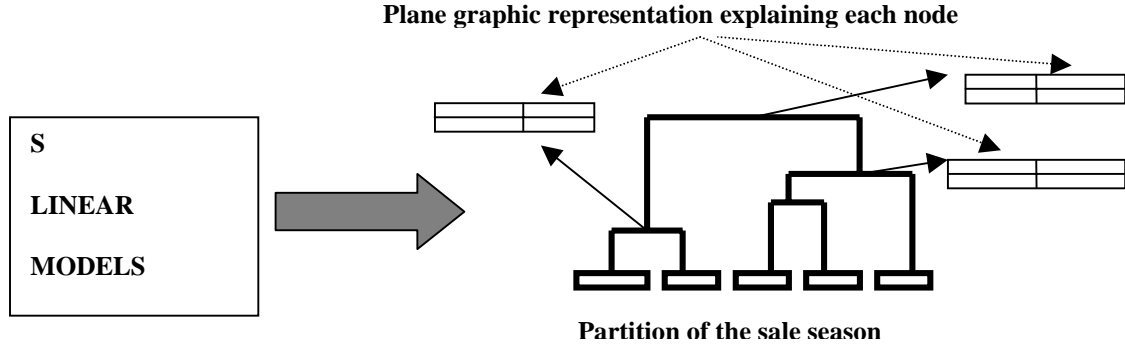 Plane graphic representation explaining each node
S
LINEAR
MODELS
Partition of the sale season